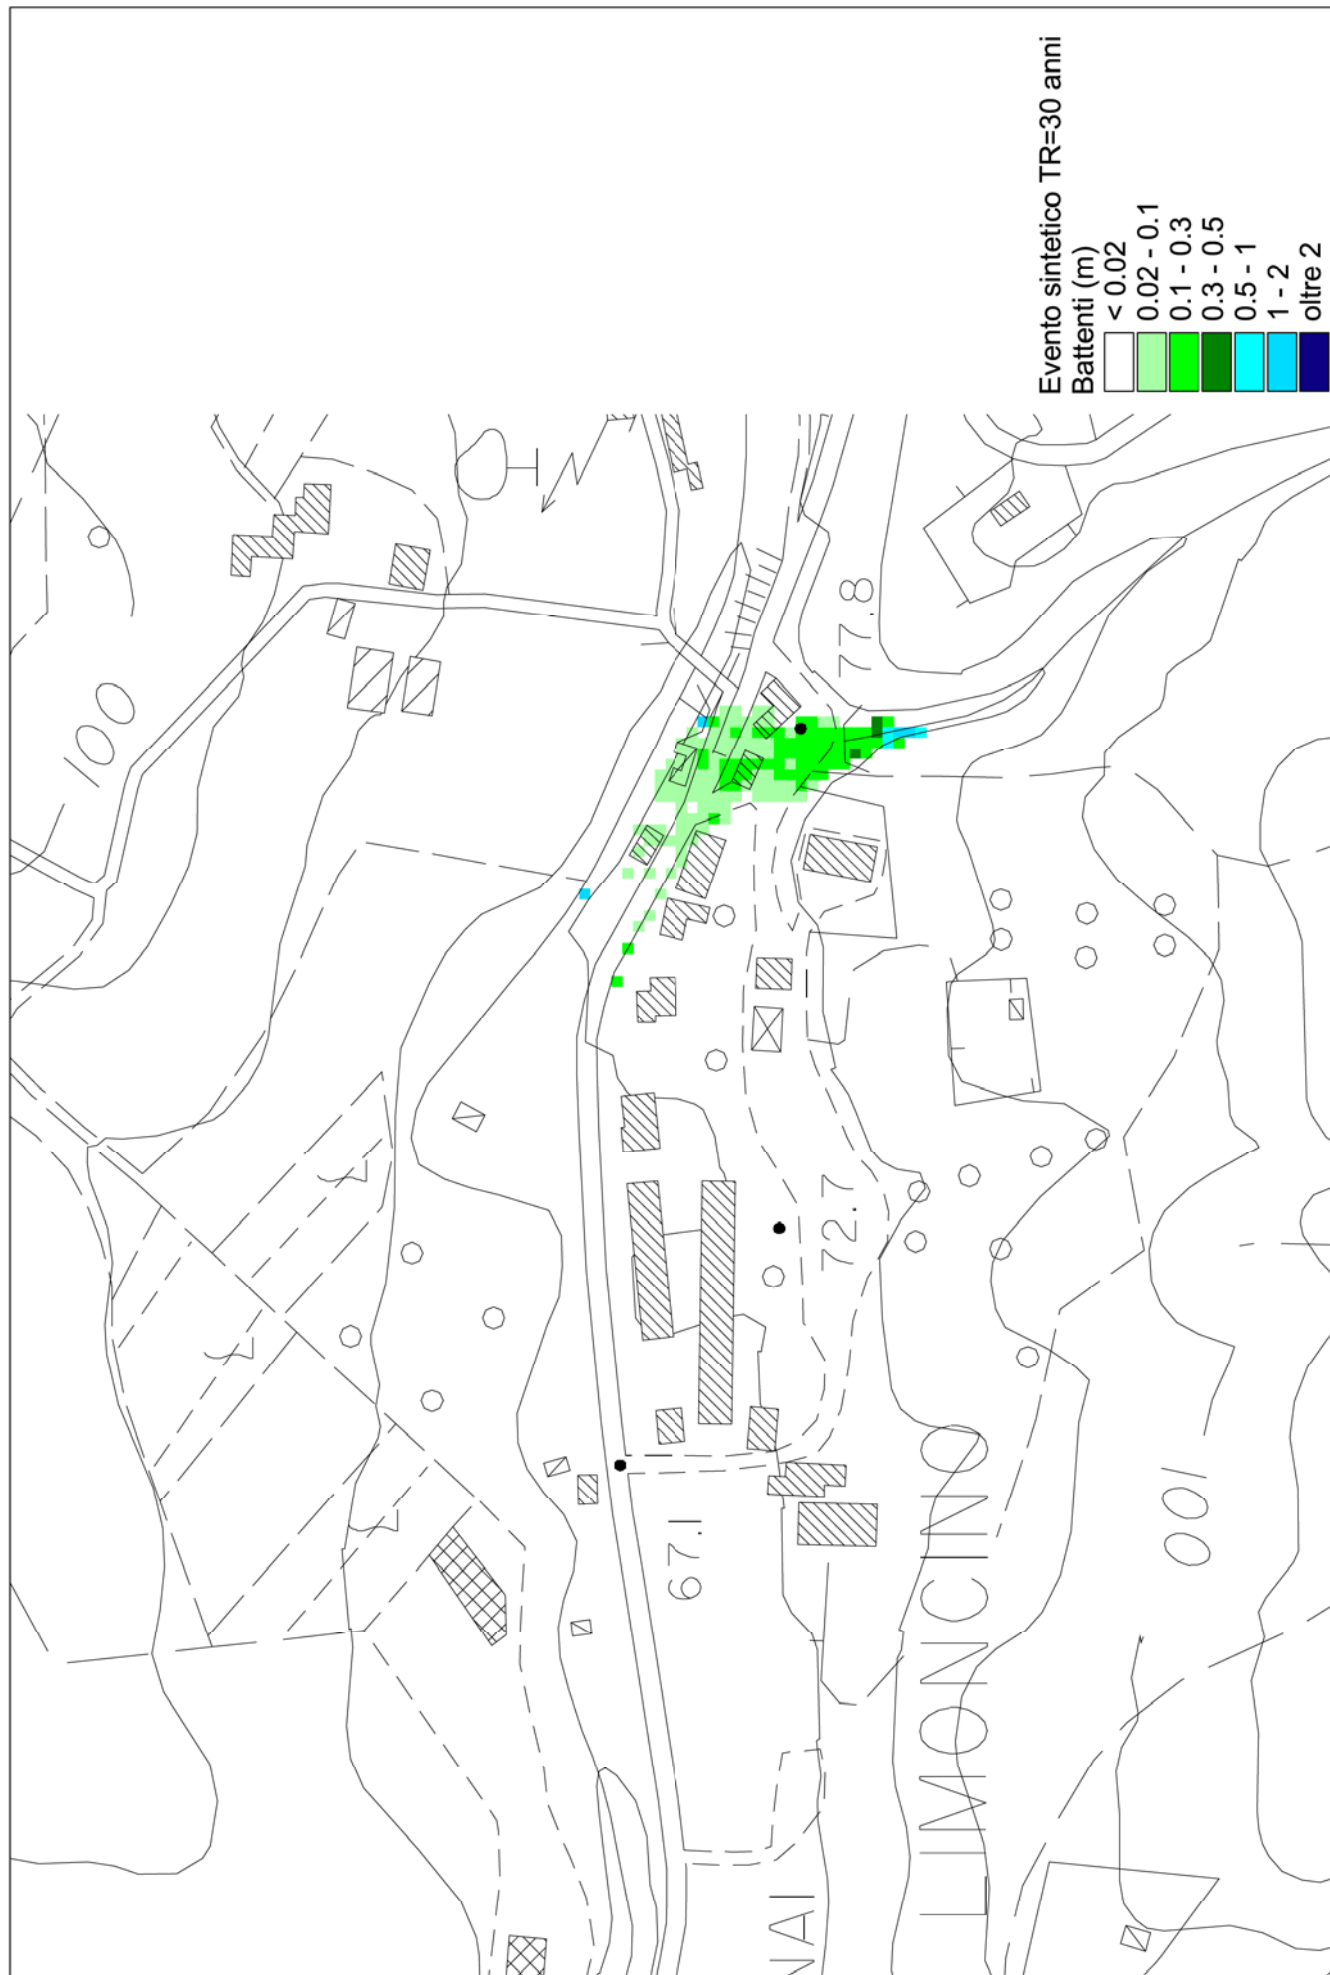 Evento sintetico TR=30 anni
Battenti (m)
< 0.02
0.02 - 0.1
0.1 - 0.3
0.3 - 0.5
0.5 - 1
1 - 2
oltre 2
100
77.8
72.7
67.1
LIMONCINO
100
NAI